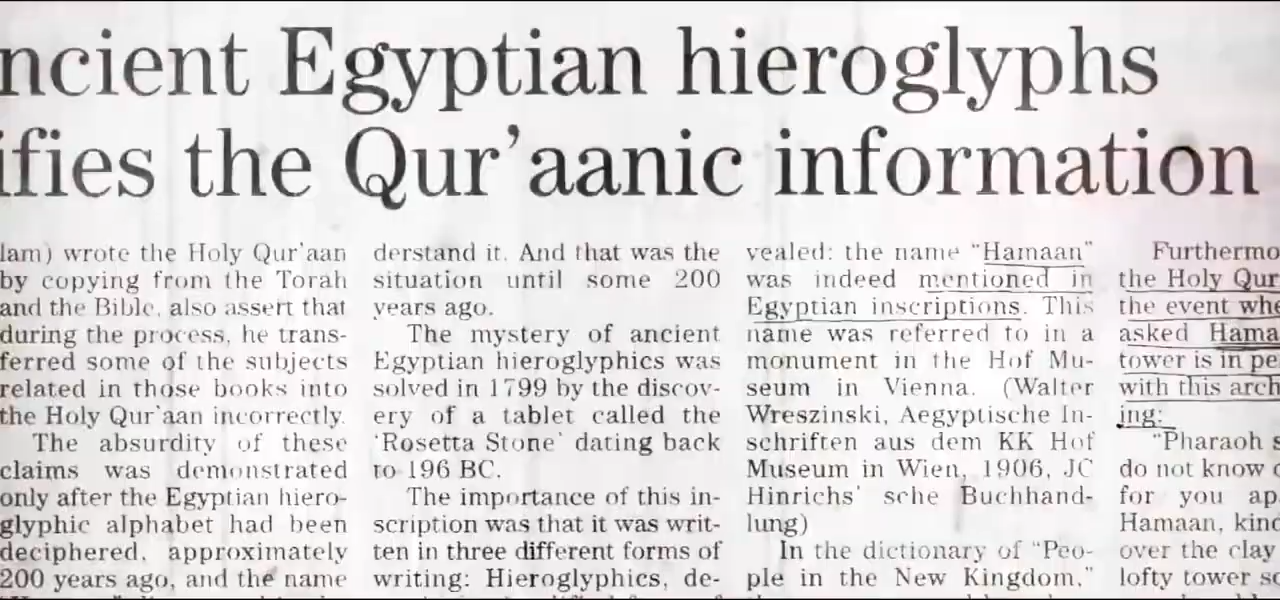 ncient Egyptian hieroglyphs
ifies the Qur'aanic information
lam) wrote the Holy Qur'aan
by copying from the Torah
and the Bible, also assert that
during the process, he trans-
ferred some of the subjects
related in those books into
the Holy Qur'aan incorrectly.
The absurdity of these
claims was demonstrated
only after the Egyptian hiero-
glyphic alphabet had been
deciphered, approximately
200 years ago, and the name
derstand it. And that was the
situation until some 200
years ago.
The mystery of ancient
Egyptian hieroglyphics was
solved in 1799 by the discov-
ery of a tablet called the
'Rosetta Stone' dating back
to 196 BC.
The importance of this in-
scription was that it was writ-
ten in three different forms of
writing: Hieroglyphics, de-
vealed: the name "Hamaan"
was indeed mentioned in
Egyptian inscriptions. This
name was referred to in a
monument in the Hof Mu-
seum in Vienna. (Walter
Wreszinski, Aegyptische In-
schriften aus dem KK Hof
Museum in Wien, 1906, JC
Hinrichs' sche Buchhand-
lung)
In the dictionary of "Peo-
ple in the New Kingdom,"
Furthermo
the Holy Qur
the event whe
asked Hama
tower is in pe
with this arch
ing:
"Pharaoh s
do not know o
for you ap
Hamaan, kind
over the clay
lofty tower so